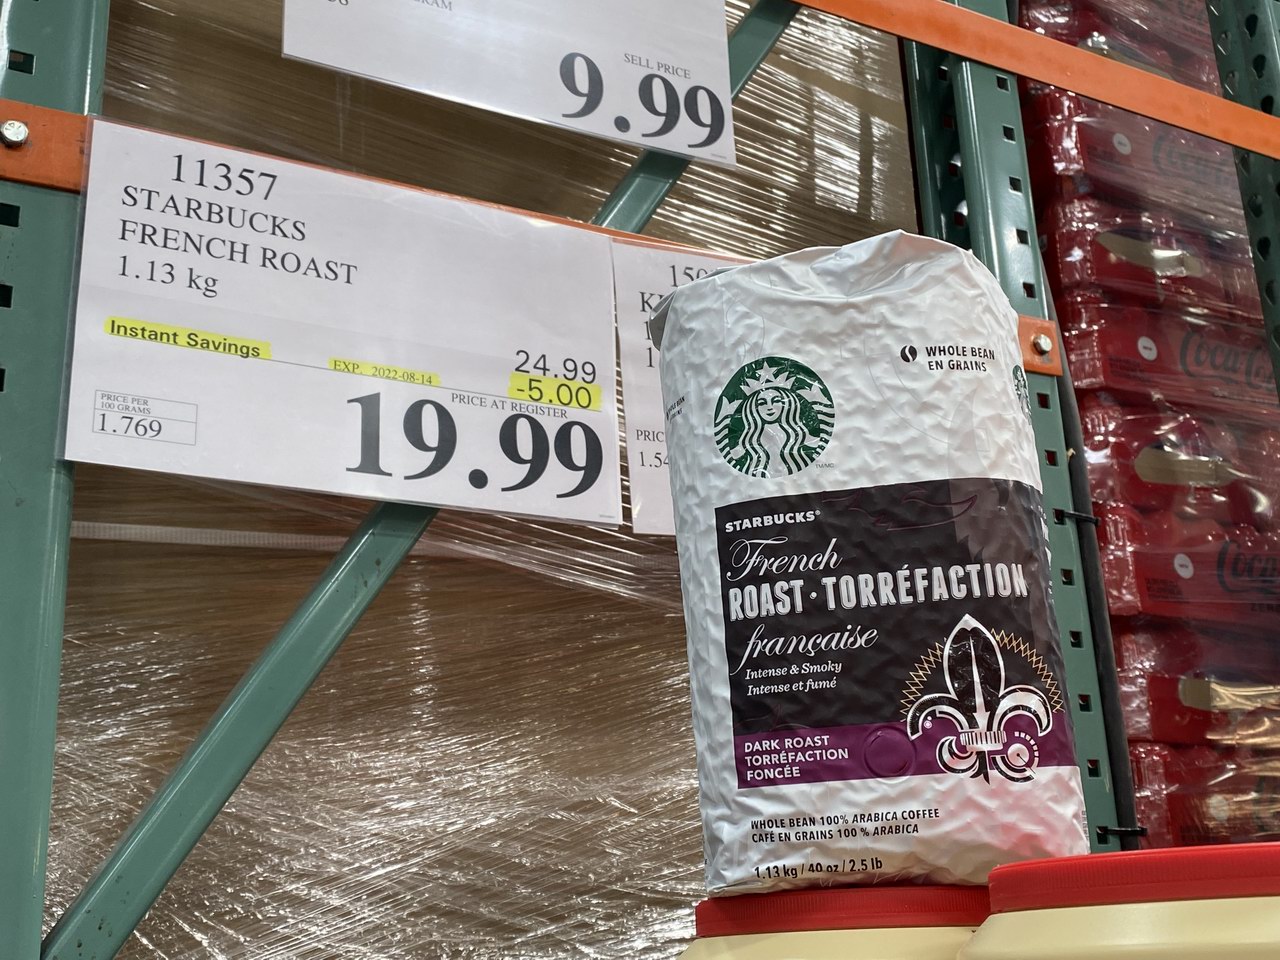 SELL PRICE
9.99
11357
STARBUCKS
FRENCH ROAST
1.13 kg
Instant Savings
EXP. 2022-08-14
24.99
-5.00
PRICE AT REGISTER
19.99
PRICE PER
100 GRAMS
1.769
WHOLE BEAN
EN GRAINS
TM/MC
STARBUCKS®
French
ROAST · TORRÉFACTION
française
Intense & Smoky
Intense et fumé
DARK ROAST
TORRÉFACTION
FONCÉE
WHOLE BEAN 100% ARABICA COFFEE
CAFÉ EN GRAINS 100 % ARABICA
1.13 kg / 40 oz / 2.5 lb